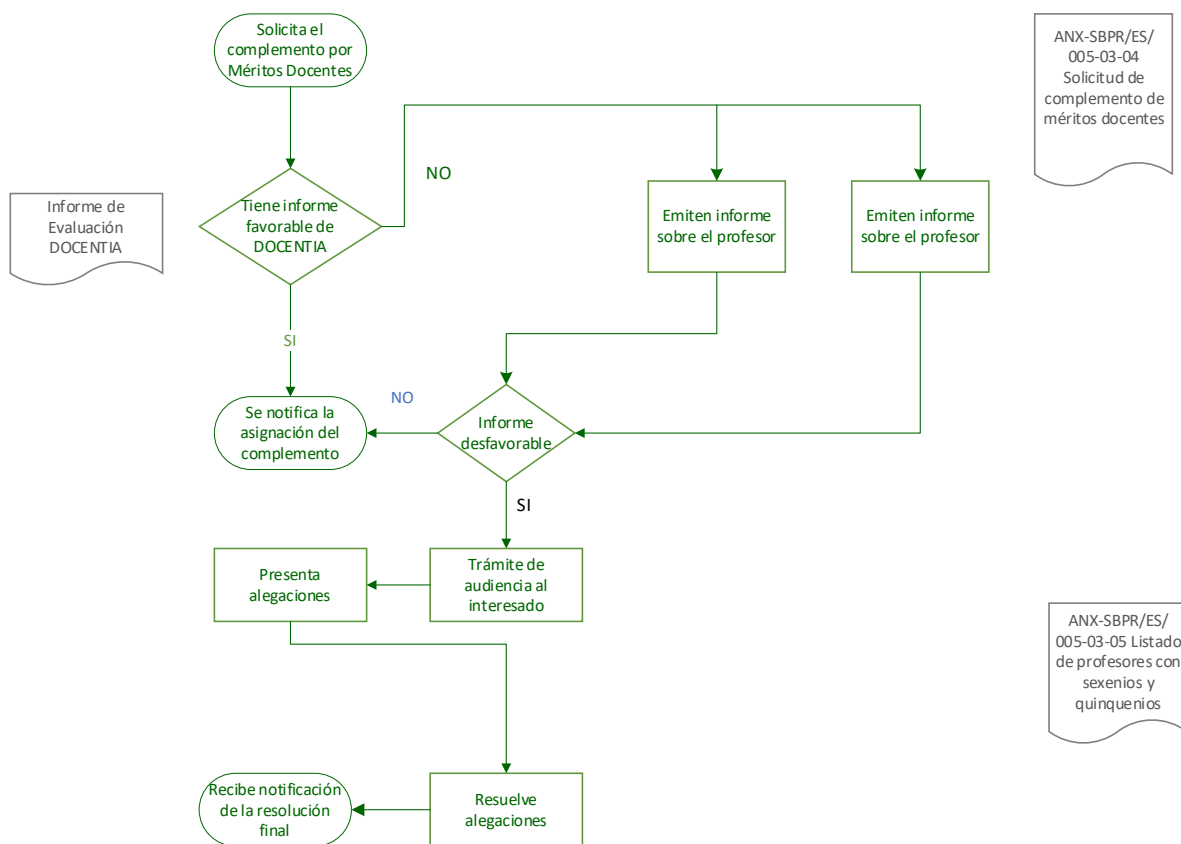 Solicita el
complemento por
Méritos Docentes
ANX-SBPR/ES/
005-03-04
Solicitud de
complemento de
méritos docentes
NO
Informe de
Evaluación
DOCENTIA
Tiene informe
favorable de
DOCENTIA
Emiten informe
sobre el profesor
Emiten informe
sobre el profesor
SI
NO
Se notifica la
asignación del
complemento
Informe
desfavorable
SI
Presenta
alegaciones
Trámite de
audiencia al
interesado
ANX-SBPR/ES/
005-03-05 Listado
de profesores con
sexenios y
quinquenios
Recibe notificación
de la resolución
final
Resuelve
alegaciones